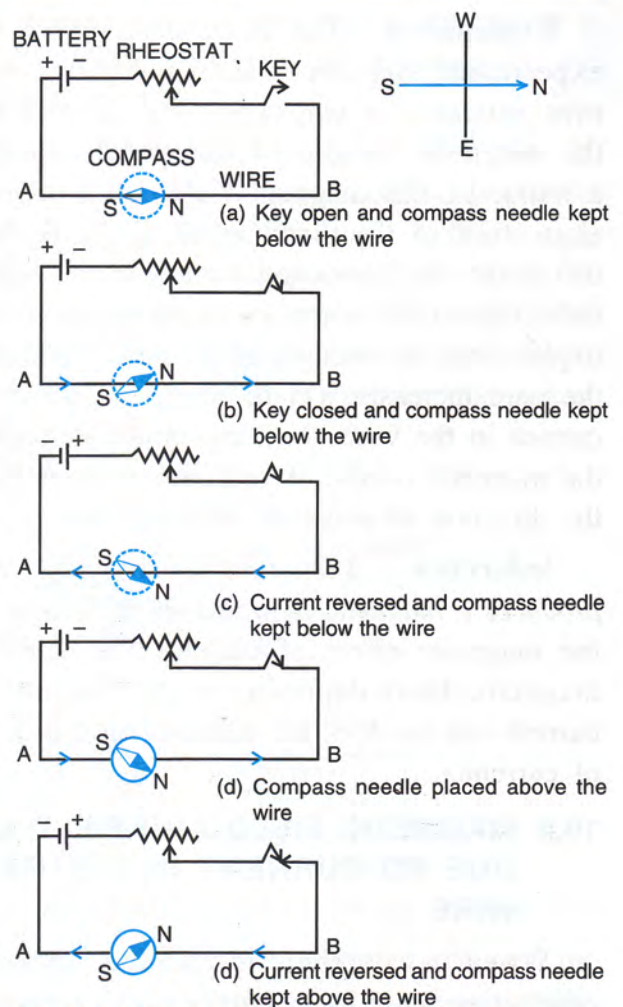 W
BATTERY
RHEOSTAT
KEY
+
S
N
E
COMPASS
WIRE
A
S
N
B
(a) Key open and compass needle kept
below the wire
+
N
A
S
B
(b) Key closed and compass needle kept
below the wire
+
S
A
B
N
(c) Current reversed and compass needle
kept below the wire
+
S
A
B
N
(d) Compass needle placed above the
wire
+
N
A
B
S
(d) Current reversed and compass needle
kept above the wire